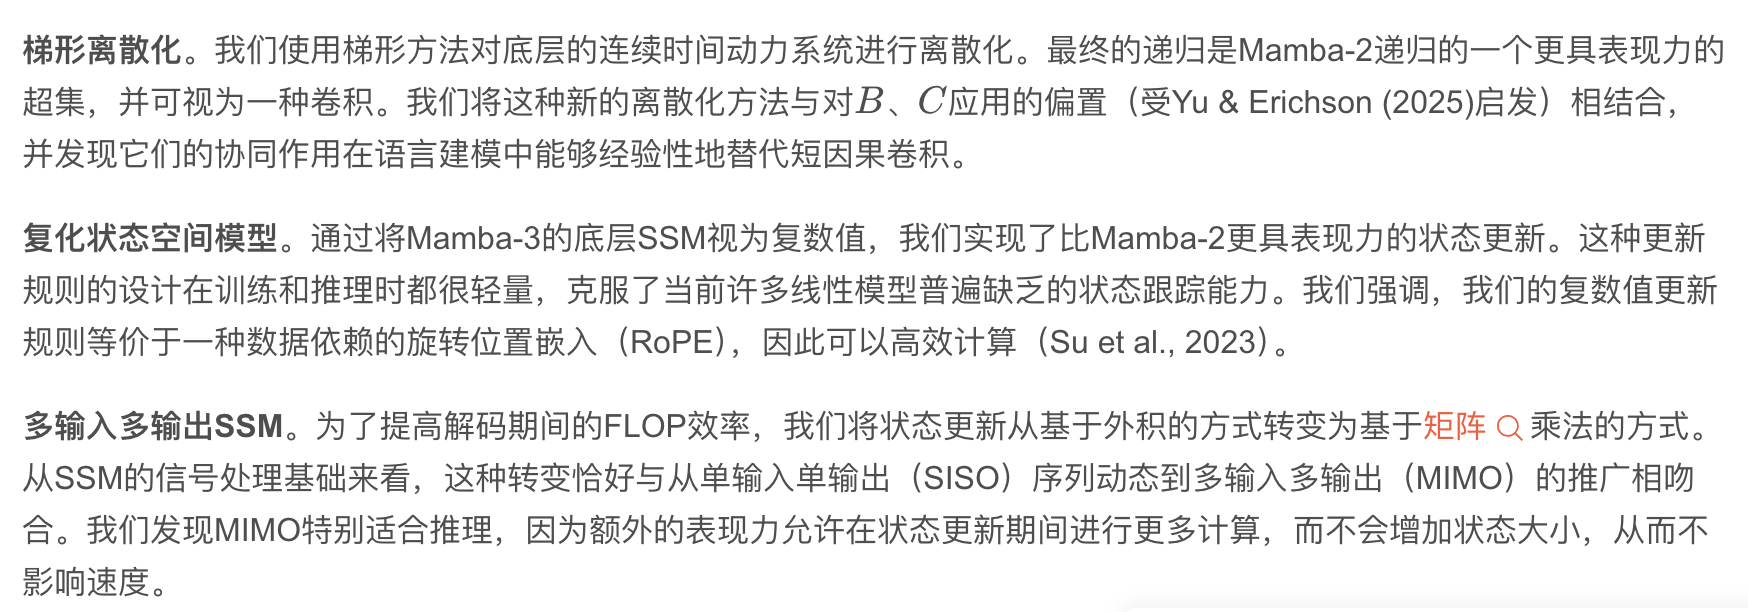 梯形离散化。我们使用梯形方法对底层的连续时间动力系统进行离散化。最终的递归是Mamba-2递归的一个更具表现力的
超集，并可视为一种卷积。我们将这种新的离散化方法与对B、C应用的偏置（受Yu & Erichson (2025)启发）相结合，
并发现它们的协同作用在语言建模中能够经验性地替代短因果卷积。
复化状态空间模型。通过将Mamba-3的底层SSM视为复数值，我们实现了比Mamba-2更具表现力的状态更新。这种更新
规则的设计在训练和推理时都很轻量，克服了当前许多线性模型普遍缺乏的状态跟踪能力。我们强调，我们的复数值更新
规则等价于一种数据依赖的旋转位置嵌入（RoPE），因此可以高效计算（Su et al., 2023）。
多输入多输出SSM。为了提高解码期间的FLOP效率，我们将状态更新从基于外积的方式转变为基于矩阵乘法的方式。
从SSM的信号处理基础来看，这种转变恰好与从单输入单输出（SISO）序列动态到多输入多输出（MIMO）的推广相吻
合。我们发现MIMO特别适合推理，因为额外的表现力允许在状态更新期间进行更多计算，而不会增加状态大小，从而不
影响速度。